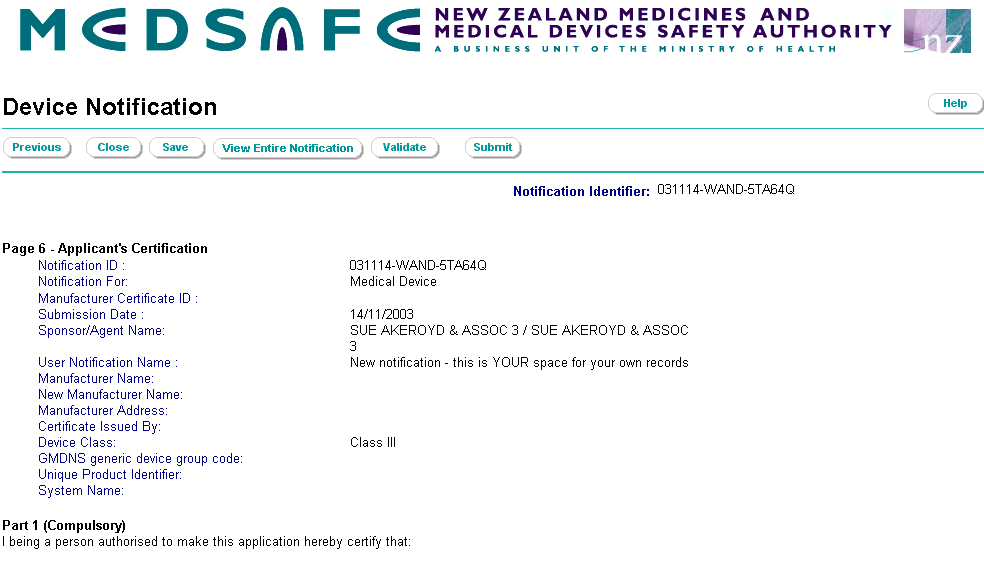 MEDSAFE
NEW ZEALAND MEDICINES AND
MEDICAL DEVICES SAFETY AUTHORITY
A BUSINESS UNIT OF THE MINISTRY OF HEALTH
nz
Device Notification
Help
Previous Close Save View Entire Notification Validate Submit
Notification Identifier: 031114-WAND-5TA64Q
Page 6 - Applicant's Certification
Notification ID : 031114-WAND-5TA64Q
Notification For: Medical Device
Manufacturer Certificate ID :
Submission Date : 14/11/2003
Sponsor/Agent Name: SUE AKEROYD & ASSOC 3 / SUE AKEROYD & ASSOC
3
User Notification Name : New notification - this is YOUR space for your own records
Manufacturer Name:
New Manufacturer Name:
Manufacturer Address:
Certificate Issued By:
Device Class: Class III
GMDNS generic device group code:
Unique Product Identifier:
System Name:
Part 1 (Compulsory)
I being a person authorised to make this application hereby certify that: